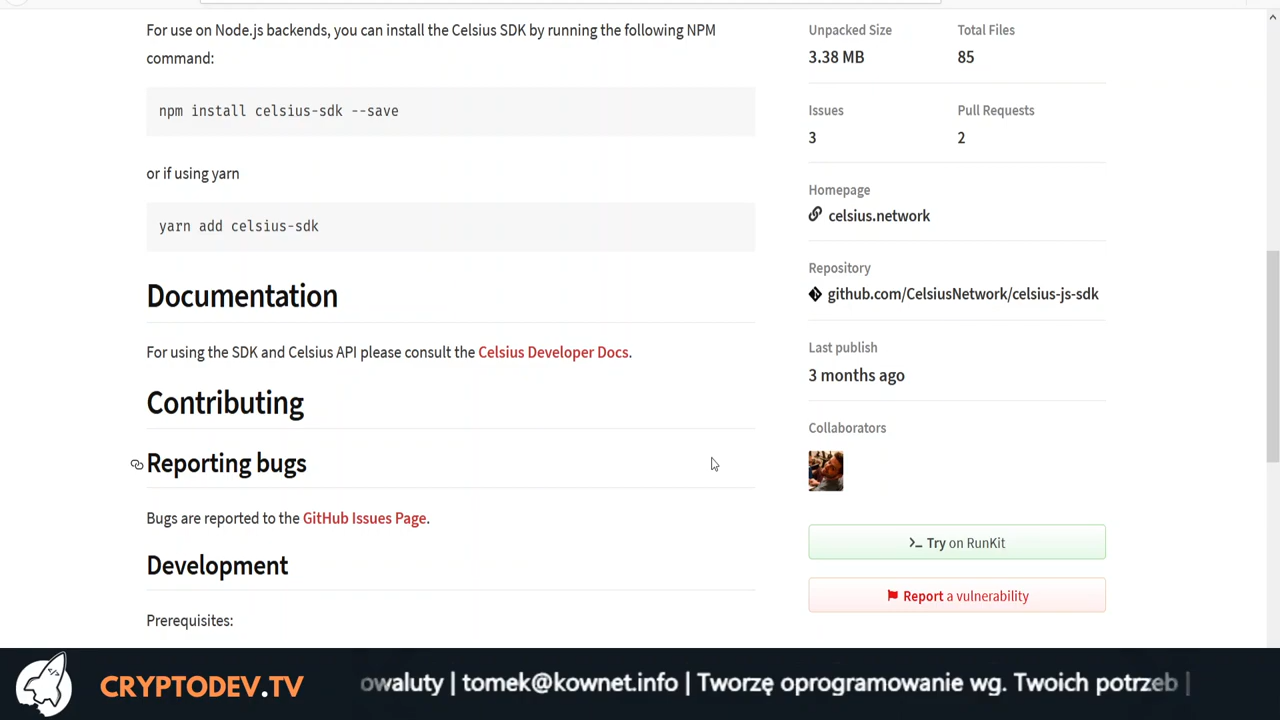 For use on Node.js backends, you can install the Celsius SDK by running the following NPM
command:
npm install celsius-sdk --save
or if using yarn
yarn add celsius-sdk
Documentation
For using the SDK and Celsius API please consult the Celsius Developer Docs.
Contributing
Reporting bugs
Bugs are reported to the GitHub Issues Page.
Development
Prerequisites:
Unpacked Size
3.38 MB
Total Files
85
Issues
3
Pull Requests
2
Homepage
celsius.network
Repository
github.com/CelsiusNetwork/celsius-js-sdk
Last publish
3 months ago
Collaborators
Try on RunKit
Report a vulnerability
CRYPTODEV.TV
owaluty | tomek@kownet.info | Tworzę oprogramowanie wg. Twoich potrzeb |